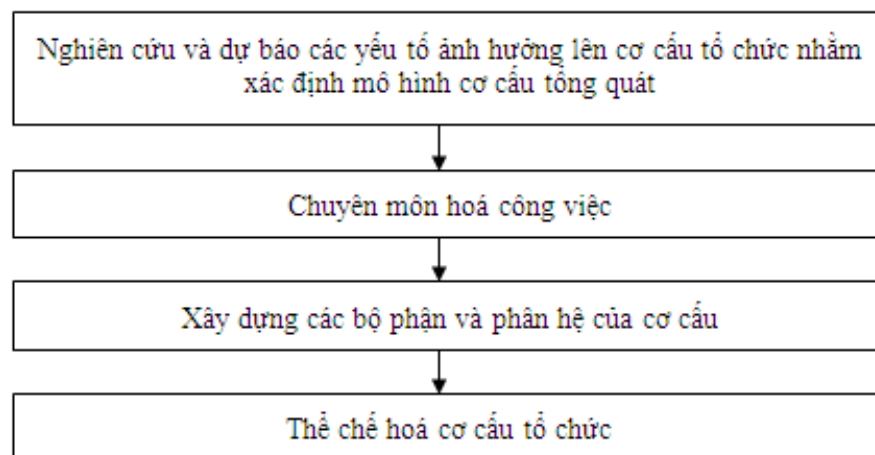 Nghiên cứu và dự báo các yếu tố ảnh hưởng lên cơ cấu tổ chức nhằm
xác định mô hình cơ cấu tổng quát
Chuyên môn hoá công việc
Xây dựng các bộ phận và phân hệ của cơ cấu
Thể chế hoá cơ cấu tổ chức